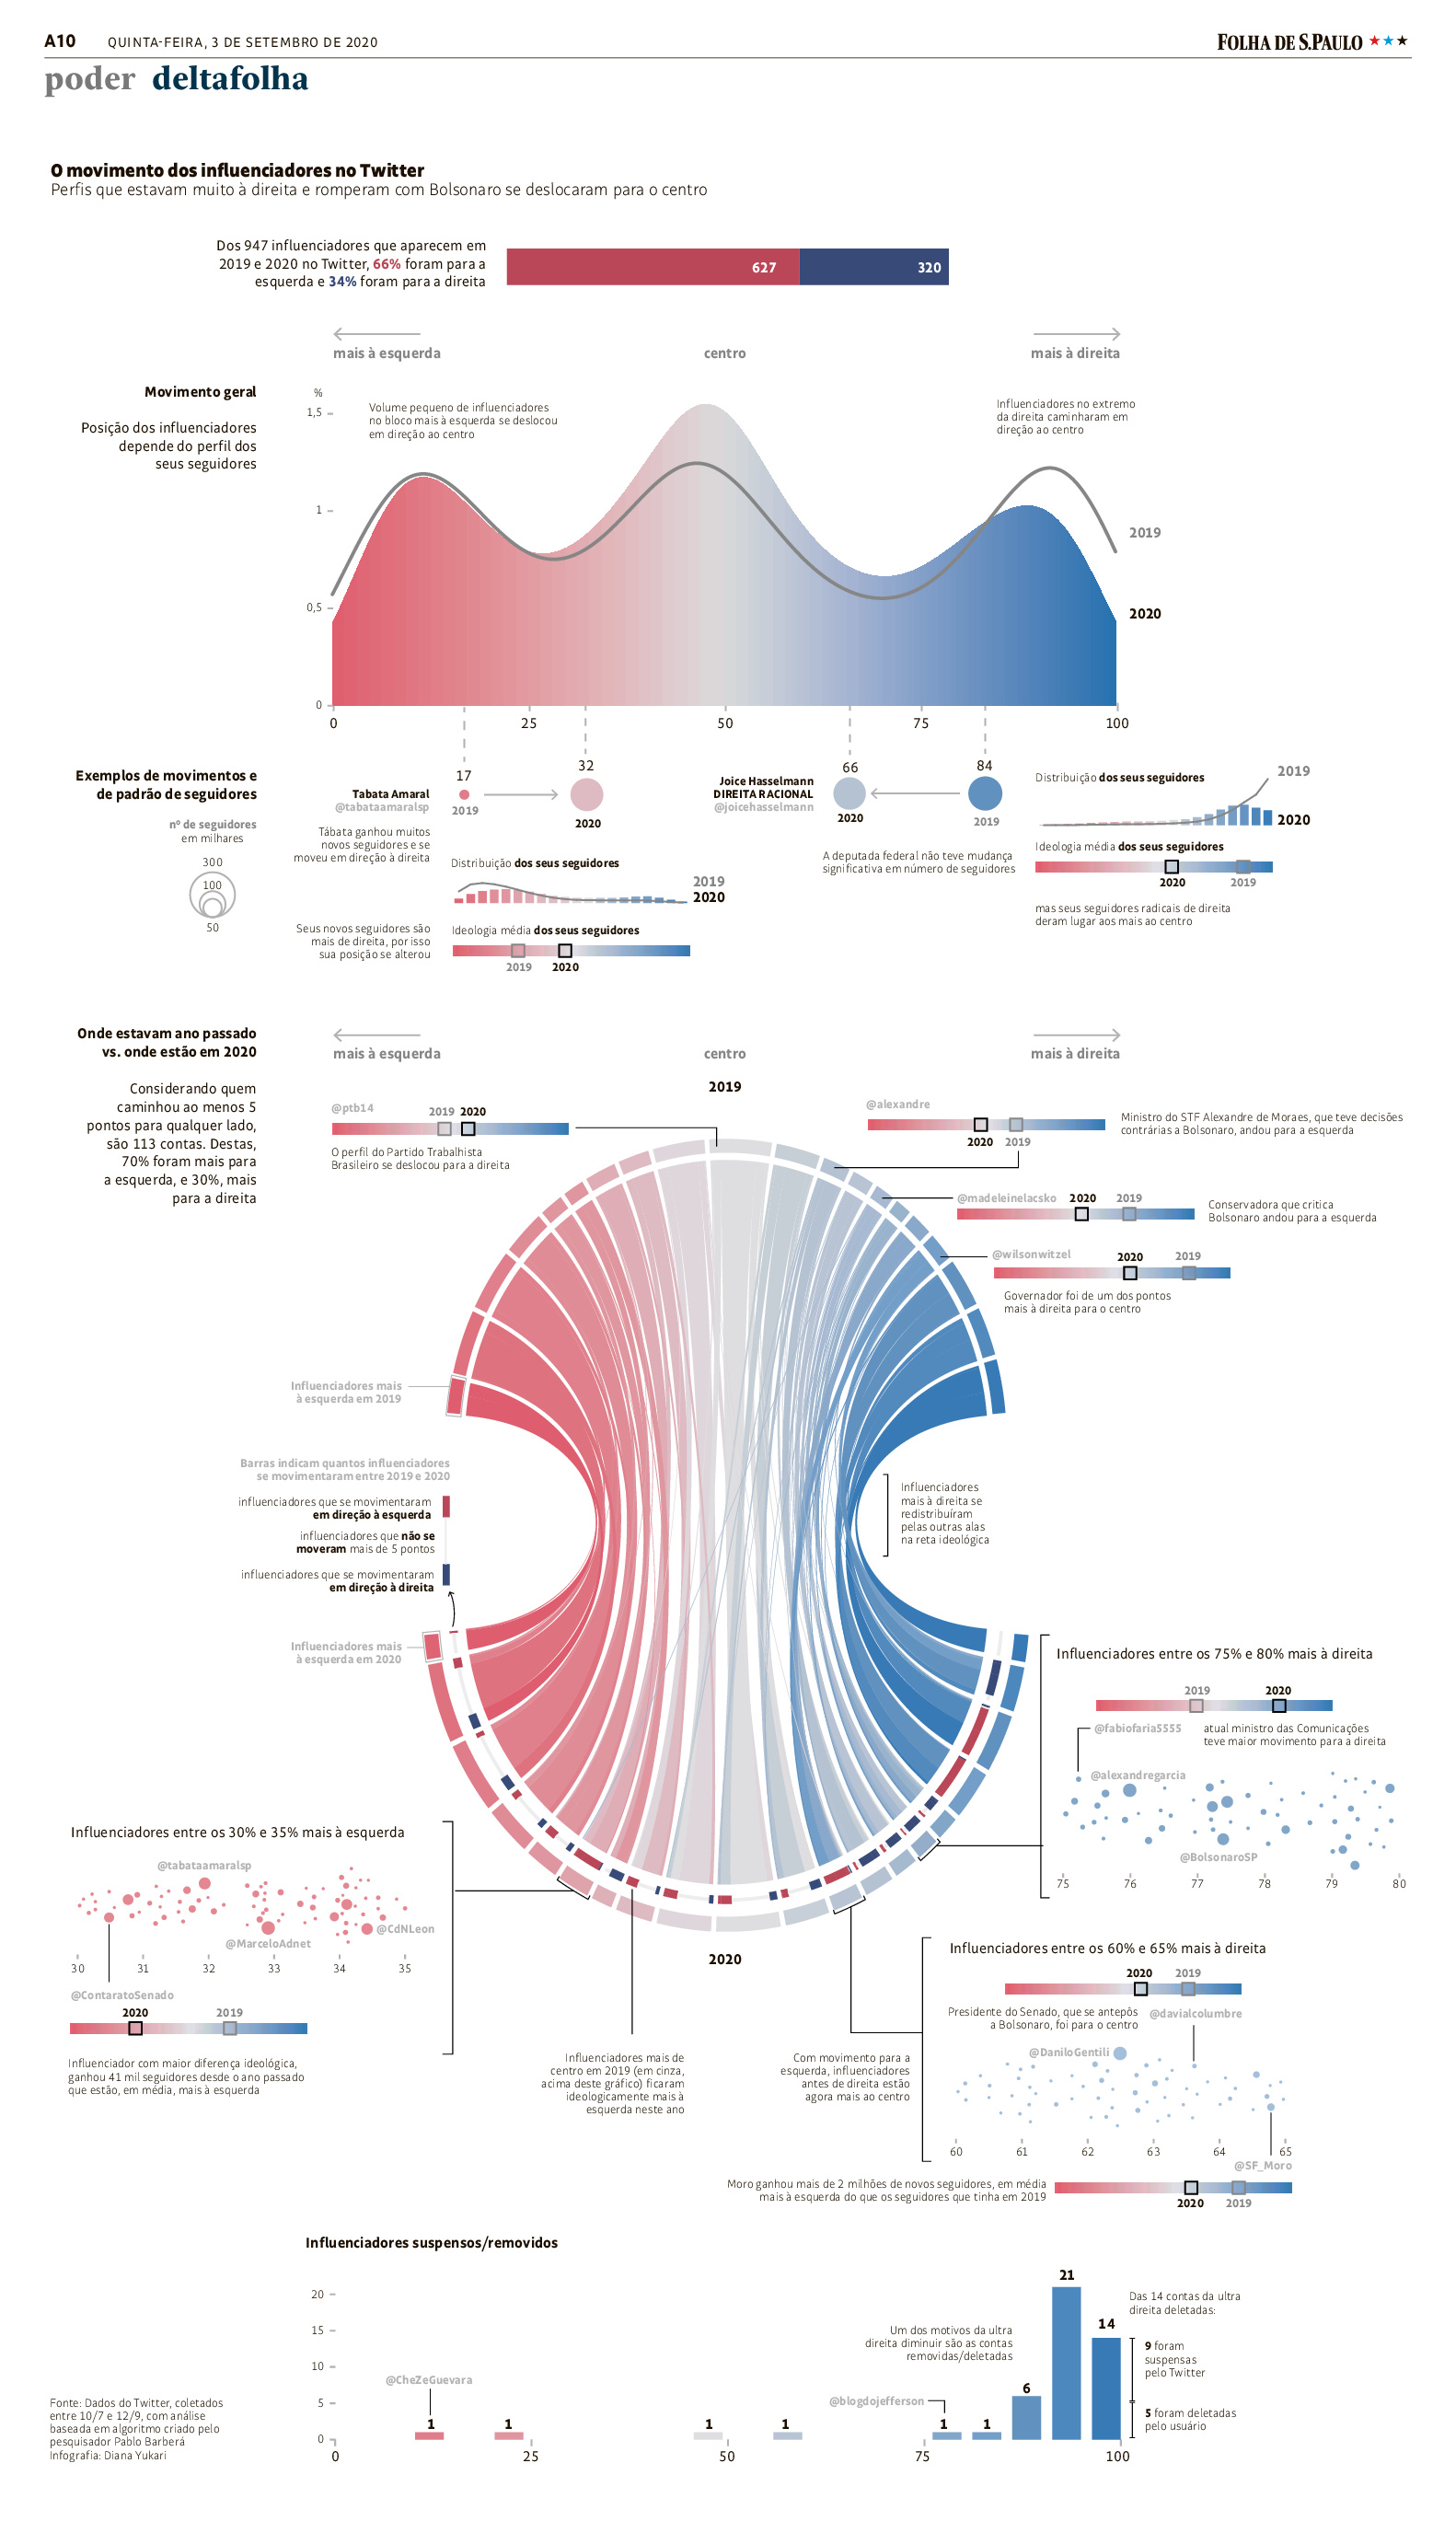 A10 QUINTA-FEIRA, 3 DE SETEMBRO DE 2020
FOLHA DE S.PAULO ★★★
poder deltafolha
O movimento dos influenciadores no Twitter
Perfis que estavam muito à direita e romperam com Bolsonaro se deslocaram para o centro
Dos 947 influenciadores que aparecem em
2019 e 2020 no Twitter, 66% foram para a
esquerda e 34% foram para a direita
627
320
mais à esquerda
centro
mais à direita
Movimento geral
Posição dos influenciadores
depende do perfil dos
seus seguidores
%
1,5
1
0,5
0
Volume pequeno de influenciadores
no bloco mais à esquerda se deslocou
em direção ao centro
Influenciadores no extremo
da direita caminharam em
direção ao centro
2019
2020
0
25
50
75
100
Exemplos de movimentos e
de padrão de seguidores
nº de seguidores
em milhares
300
100
50
17
32
Tabata Amaral
@tabataamaralsp
2019
2020
Tábata ganhou muitos
novos seguidores e se
moveu em direção à direita
Distribuição dos seus seguidores
2019
2020
Seus novos seguidores são
mais de direita, por isso
sua posição se alterou
Ideologia média dos seus seguidores
2019
2020
66
84
Joice Hasselmann
DIREITA RACIONAL
@joicehasselmann
2020
2019
A deputada federal não teve mudança
significativa em número de seguidores
Distribuição dos seus seguidores
2019
2020
Ideologia média dos seus seguidores
2020
2019
mas seus seguidores radicais de direita
deram lugar aos mais ao centro
Onde estavam ano passado
vs. onde estão em 2020
Considerando quem
caminhou ao menos 5
pontos para qualquer lado,
são 113 contas. Destas,
70% foram mais para
a esquerda, e 30%, mais
para a direita
mais à esquerda
centro
mais à direita
2019
@ptb14
2019
2020
O perfil do Partido Trabalhista
Brasileiro se deslocou para a direita
@alexandre
2020
2019
Ministro do STF Alexandre de Moraes, que teve decisões
contrárias a Bolsonaro, andou para a esquerda
@madeleinelacsko
2020
2019
Conservadora que critica
Bolsonaro andou para a esquerda
@wilsonwitzel
2020
2019
Governador foi de um dos pontos
mais à direita para o centro
Influenciadores mais
à esquerda em 2019
Barras indicam quantos influenciadores
se movimentaram entre 2019 e 2020
influenciadores que se movimentaram
em direção à esquerda
influenciadores que não se
moveram mais de 5 pontos
influenciadores que se movimentaram
em direção à direita
Influenciadores
mais à direita se
redistribuíram
pelas outras alas
na reta ideológica
Influenciadores mais
à esquerda em 2020
Influenciadores entre os 75% e 80% mais à direita
2019
2020
@fabiofaria5555
atual ministro das Comunicações
teve maior movimento para a direita
@alexandregarcia
@BolsonaroSP
75
76
77
78
79
80
Influenciadores entre os 30% e 35% mais à esquerda
@tabataamaralsp
@CdNLeon
@MarceloAdnet
30
31
32
33
34
35
@ContaratoSenado
2020
2019
Influenciador com maior diferença ideológica,
ganhou 41 mil seguidores desde o ano passado
que estão, em média, mais à esquerda
2020
Influenciadores mais de
centro em 2019 (em cinza,
acima deste gráfico) ficaram
ideologicamente mais à
esquerda neste ano
Com movimento para a
esquerda, influenciadores
antes de direita estão
agora mais ao centro
Influenciadores entre os 60% e 65% mais à direita
2020
2019
Presidente do Senado, que se antepôs
a Bolsonaro, foi para o centro
@davialcolumbre
@DaniloGentili
60
61
62
63
64
65
@SF_Moro
Moro ganhou mais de 2 milhões de novos seguidores, em média
mais à esquerda do que os seguidores que tinha em 2019
2020
2019
Influenciadores suspensos/removidos
20
15
10
5
0
@CheZeGuevara
1
1
1
1
@blogdojefferson
1
1
6
21
14
Um dos motivos da ultra
direita diminuir são as contas
removidas/deletadas
Das 14 contas da ultra
direita deletadas:
9 foram
suspensas
pelo Twitter
5 foram deletadas
pelo usuário
0
25
50
75
100
Fonte: Dados do Twitter, coletados
entre 10/7 e 12/9, com análise
baseada em algoritmo criado pelo
pesquisador Pablo Barberá
Infografia: Diana Yukari